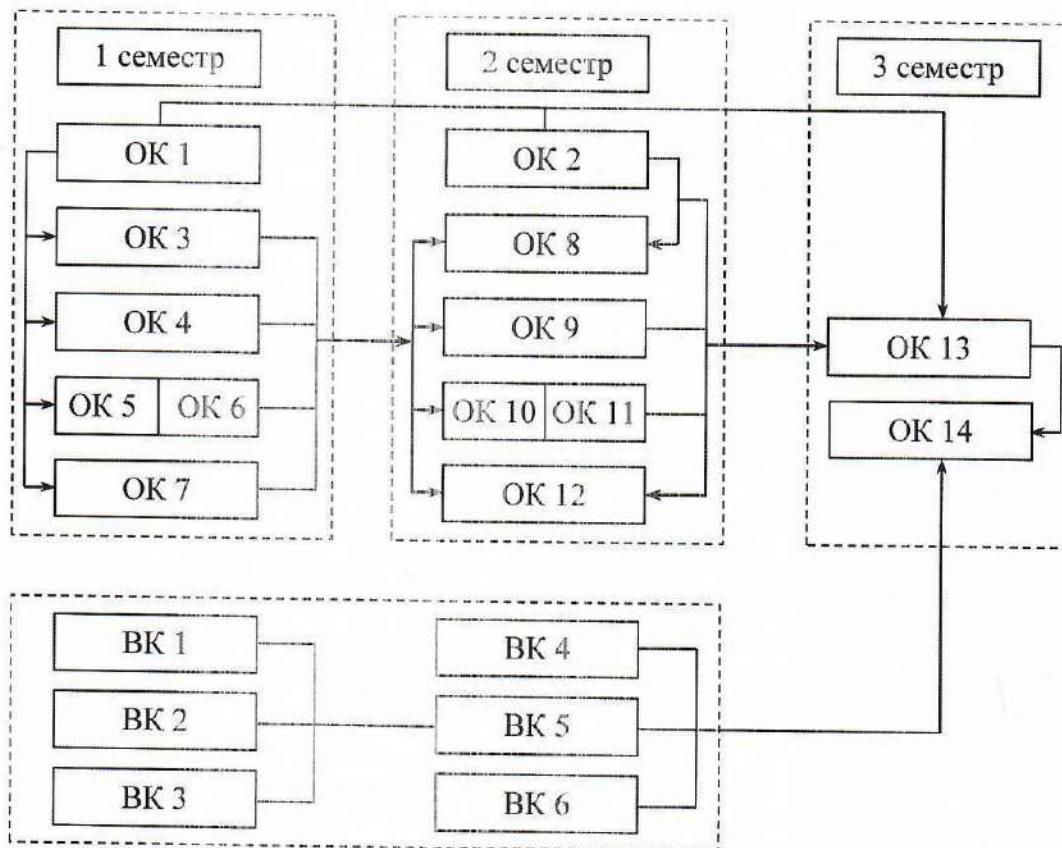 1 семестр
2 семестр
3 семестр
ОК 1
ОК 2
ОК 3
ОК 8
ОК 4
ОК 9
ОК 13
ОК 5
ОК 6
ОК 10
ОК 11
ОК 14
ОК 7
ОК 12
ВК 1
ВК 4
ВК 2
ВК 5
ВК 3
ВК 6